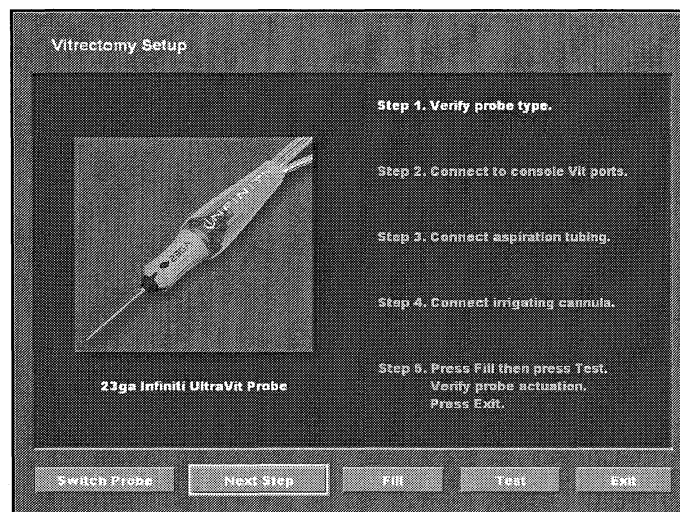 Vitrectomy Setup
Step 1. Verify probe type.
Step 2. Connect to console Vit ports.
Step 3. Connect aspiration tubing.
Step 4. Connect irrigating cannula.
INFINITI
23GA
23ga Infiniti UltraVit Probe
Step 5. Press Fill then press Test.
Verify probe actuation.
Press Exit.
Switch Probe
Next Step
Fill
Test
Exit